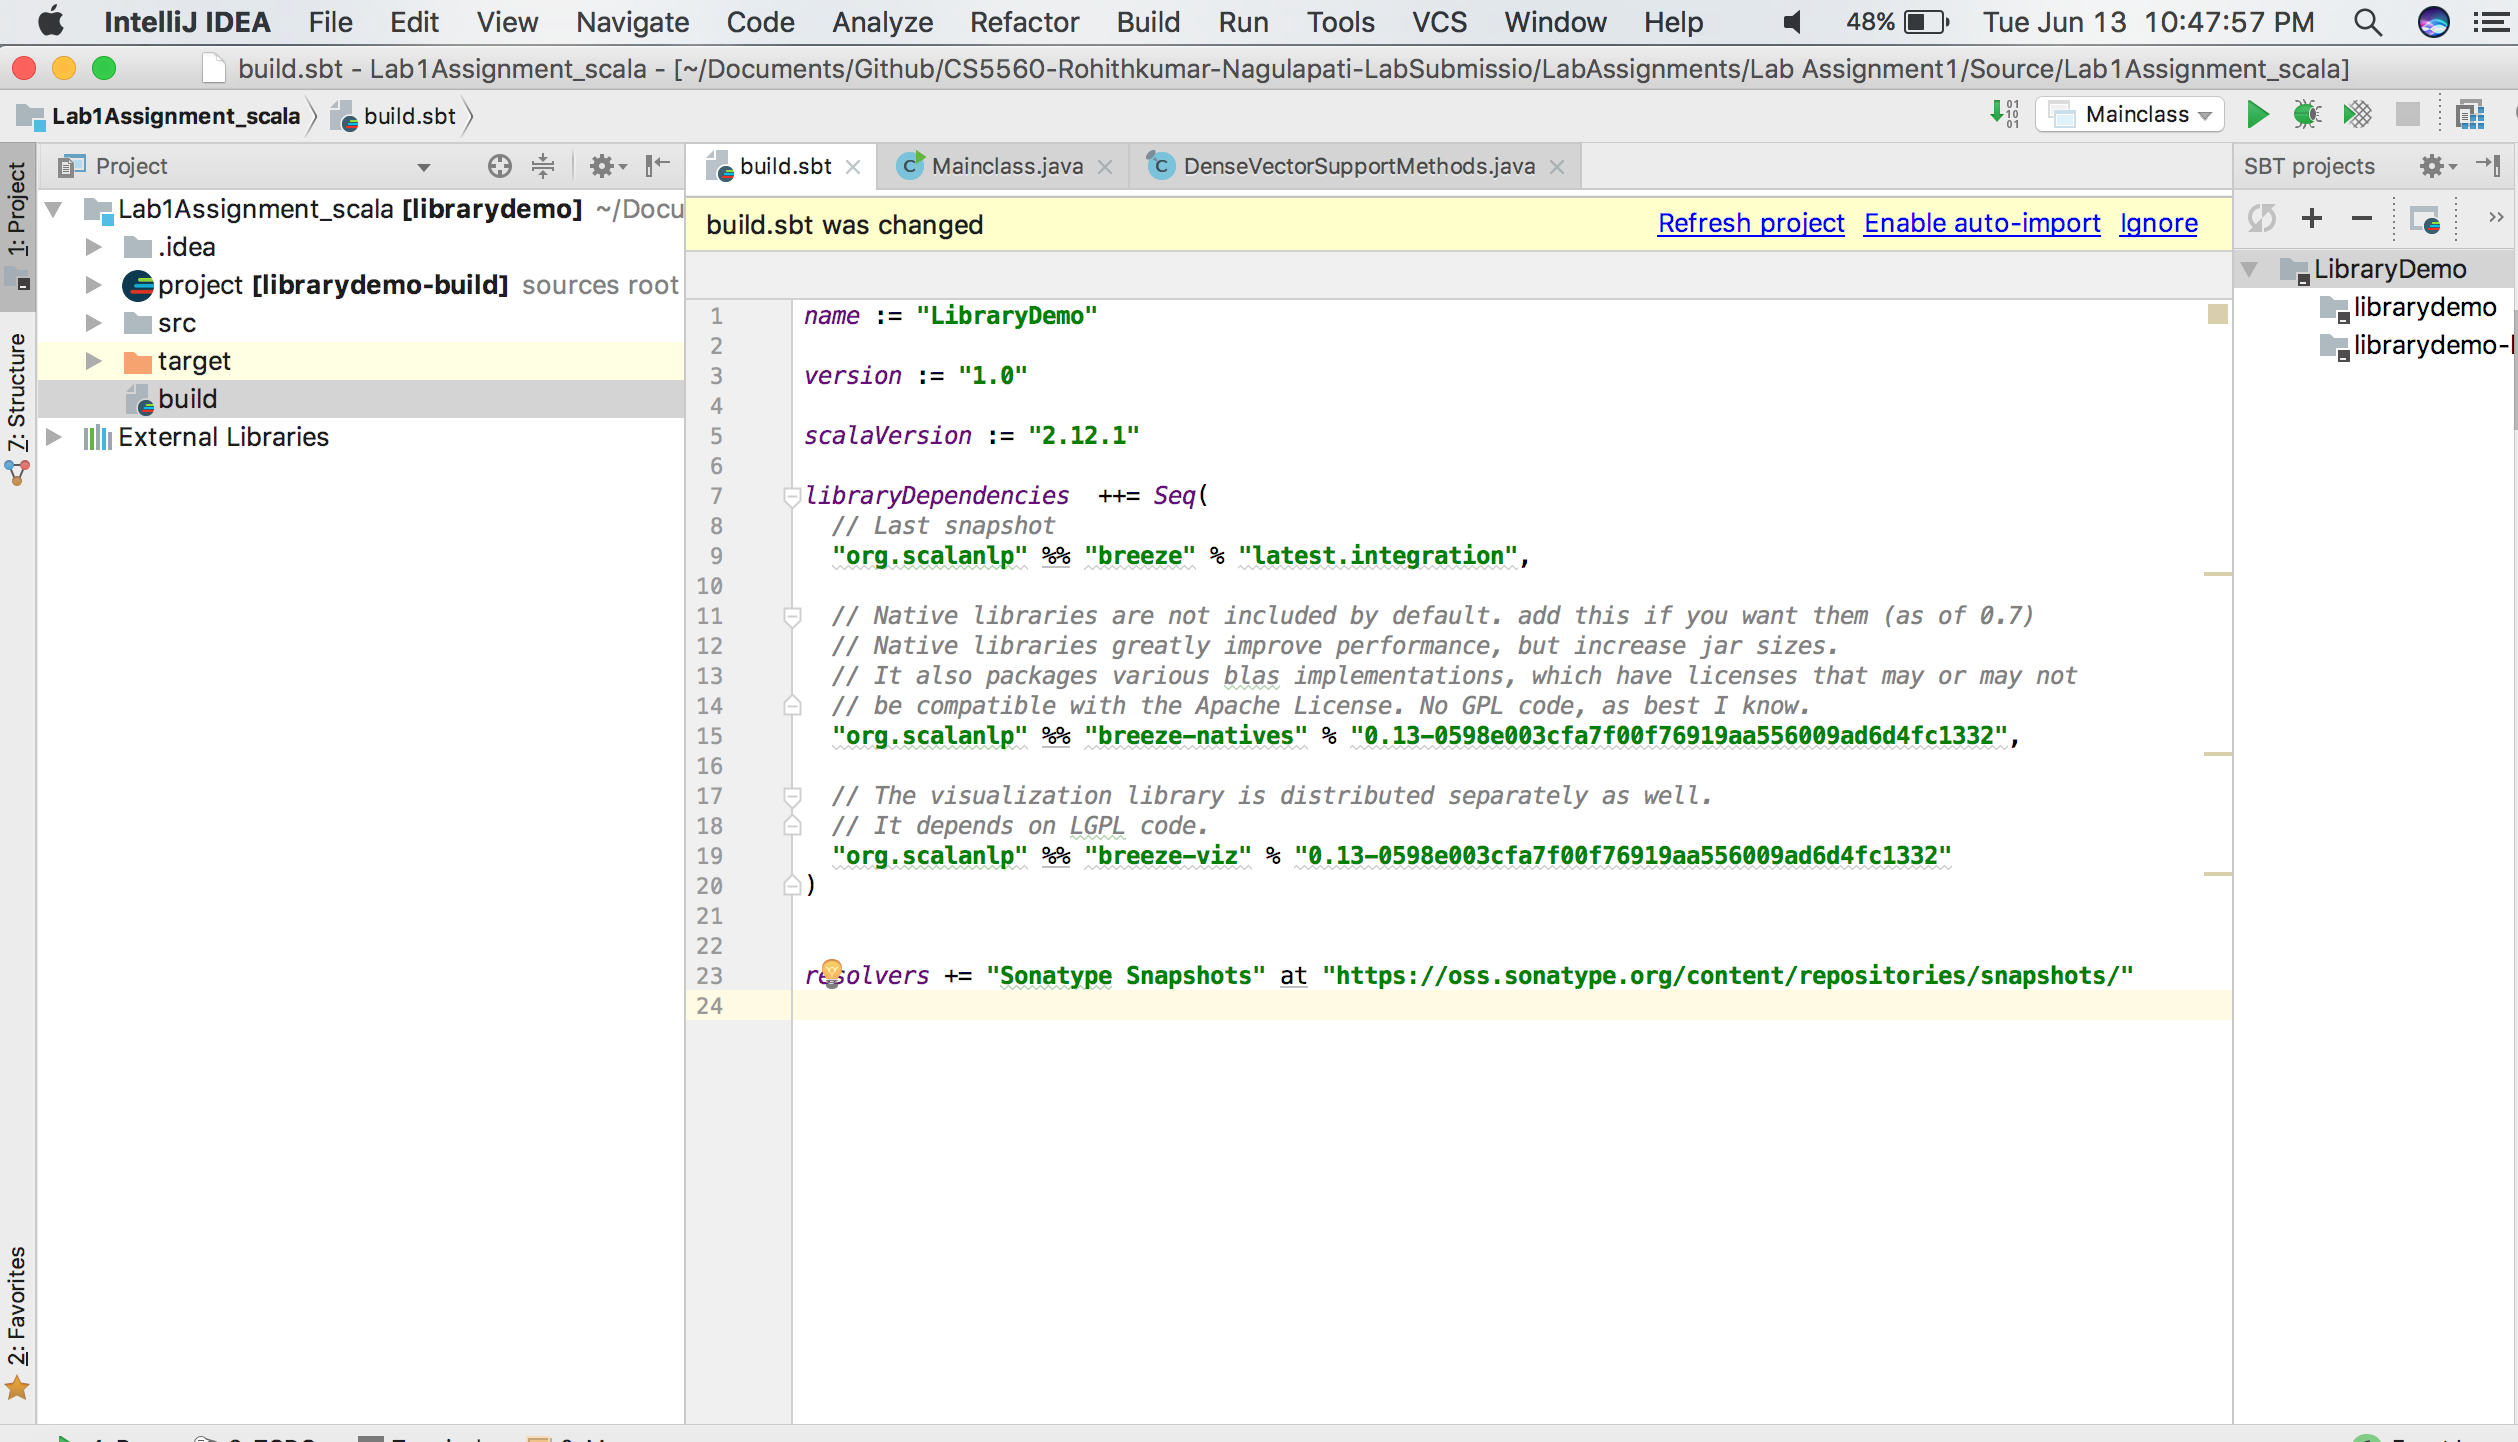 IntelliJ IDEA File Edit View Navigate Code Analyze Refactor Build Run Tools VCS Window Help 48% Tue Jun 13 10:47:57 PM
build.sbt - Lab1Assignment_scala - [~/Documents/Github/CS5560-Rohithkumar-Nagulapati-LabSubmissio/LabAssignments/Lab Assignment1/Source/Lab1Assignment_scala]
Lab1Assignment_scala build.sbt Mainclass
1: Project
7: Structure
2: Favorites
Project
Lab1Assignment_scala [librarydemo] ~/Docu
.idea
project [librarydemo-build] sources root
src
target
build
External Libraries
build.sbt Mainclass.java DenseVectorSupportMethods.java
build.sbt was changed Refresh project Enable auto-import Ignore
1 name := "LibraryDemo"
2
3 version := "1.0"
4
5 scalaVersion := "2.12.1"
6
7 libraryDependencies ++= Seq(
8 // Last snapshot
9 "org.scalanlp" %% "breeze" % "latest.integration",
10
11 // Native libraries are not included by default. add this if you want them (as of 0.7)
12 // Native libraries greatly improve performance, but increase jar sizes.
13 // It also packages various blas implementations, which have licenses that may or may not
14 // be compatible with the Apache License. No GPL code, as best I know.
15 "org.scalanlp" %% "breeze-natives" % "0.13-0598e003cfa7f00f76919aa556009ad6d4fc1332",
16
17 // The visualization library is distributed separately as well.
18 // It depends on LGPL code.
19 "org.scalanlp" %% "breeze-viz" % "0.13-0598e003cfa7f00f76919aa556009ad6d4fc1332"
20 )
21
22
23 resolvers += "Sonatype Snapshots" at "https://oss.sonatype.org/content/repositories/snapshots/"
24
SBT projects
LibraryDemo
librarydemo
librarydemo-